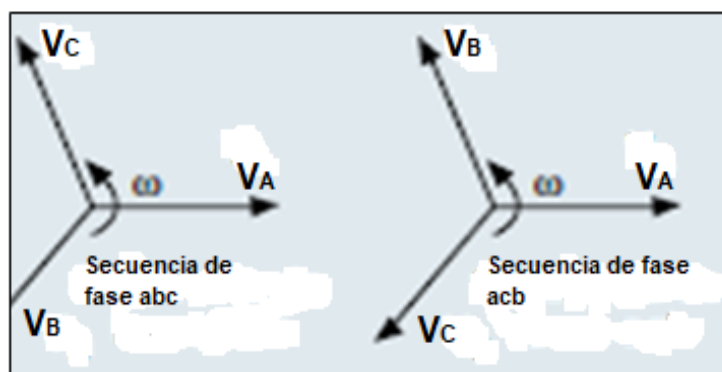 VC
ω
VA
Secuencia de
fase abc
VB
VB
ω
VA
Secuencia de fase
acb
VC